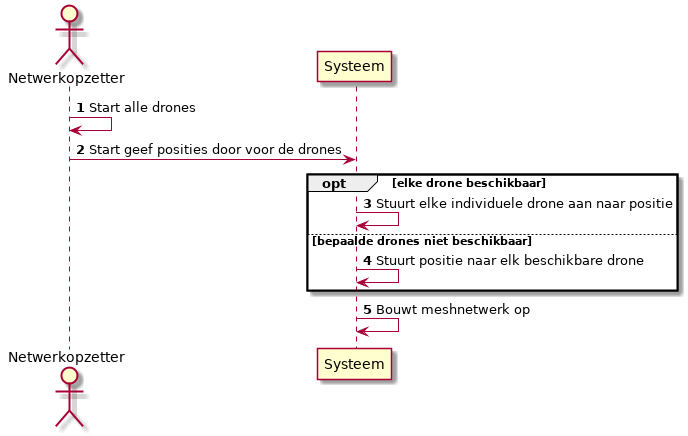 Netwerkopzetter
Systeem
1 Start alle drones
2 Start geef posities door voor de drones
opt [elke drone beschikbaar]
3 Stuurt elke individuele drone aan naar positie
[bepaalde drones niet beschikbaar]
4 Stuurt positie naar elk beschikbare drone
5 Bouwt meshnetwerk op
Netwerkopzetter
Systeem